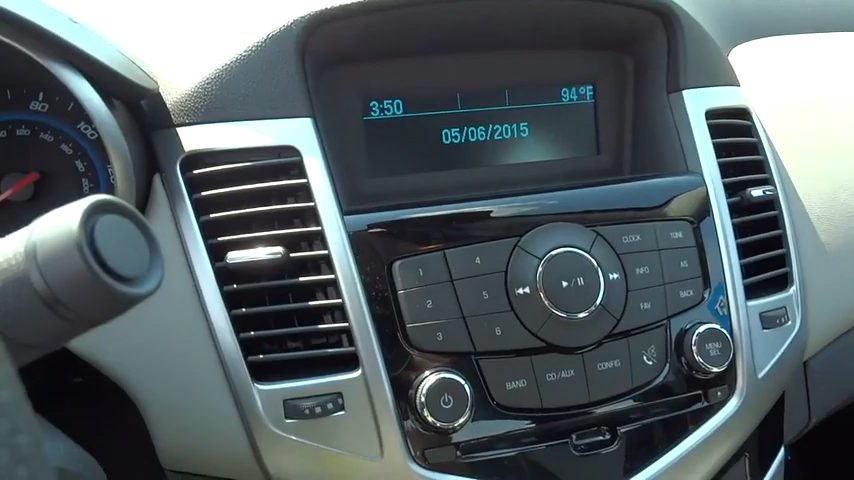 3:50
94°F
05/06/2015
80
100
1
4
2
5
3
6
CLOCK
TONE
INFO
AS
FAV
BACK
BAND
CD/AUX
CONFIG
MENU
SEL